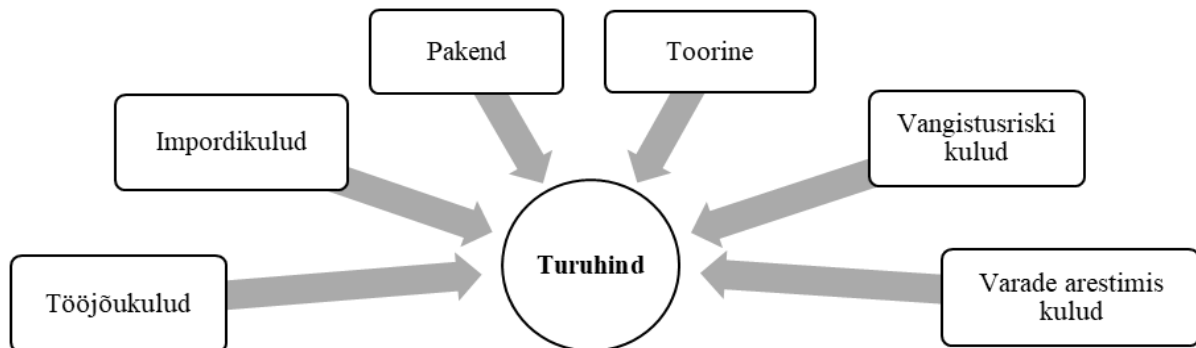 Pakend
Toorine
Impordikulud
Vangistusriski
kulud
Turuhind
Tööjõukulud
Varade arestimis
kulud